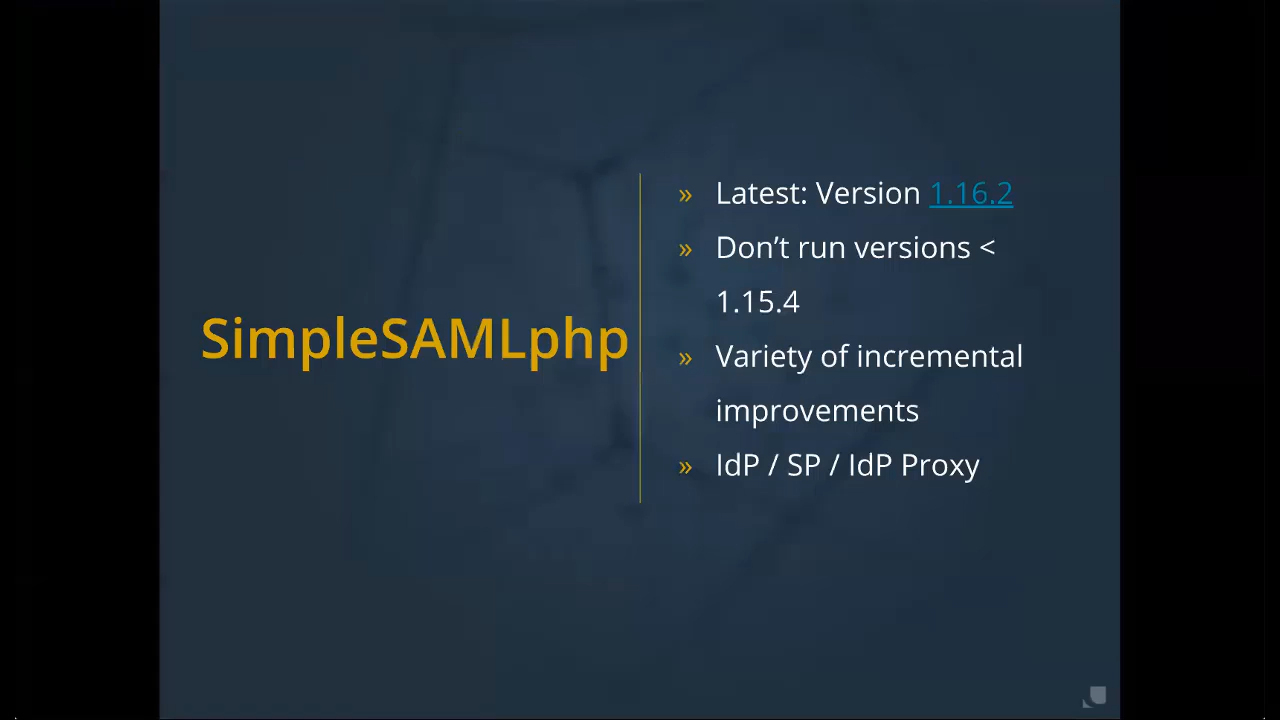 SimpleSAMLphp
» Latest: Version 1.16.2
» Don’t run versions <
1.15.4
» Variety of incremental
improvements
» IdP / SP / IdP Proxy